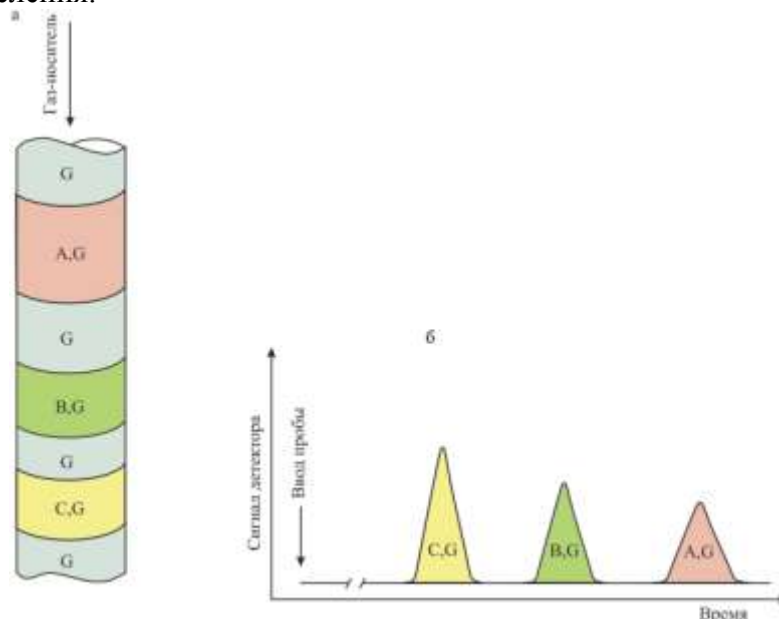 а
Газ-носитель
G
A,G
G
B,G
G
C,G
G
б
Сигнал детектора
Ввод пробы
C,G
B,G
A,G
Время